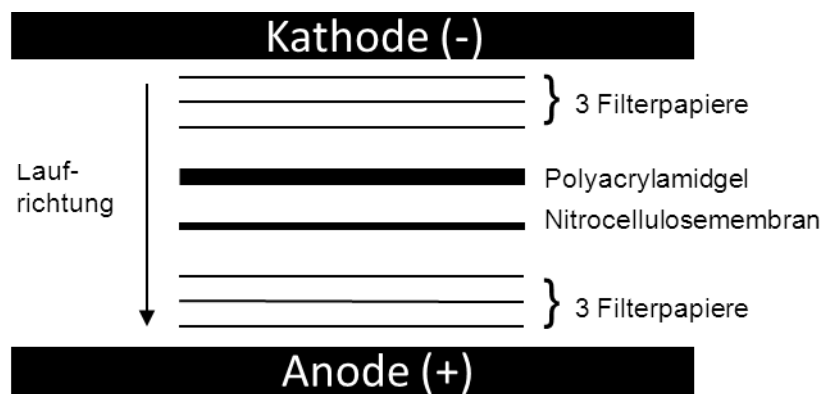 Kathode (-)
} 3 Filterpapiere
Lauf-
richtung
Polyacrylamidgel
Nitrocellulosemembran
} 3 Filterpapiere
Anode (+)